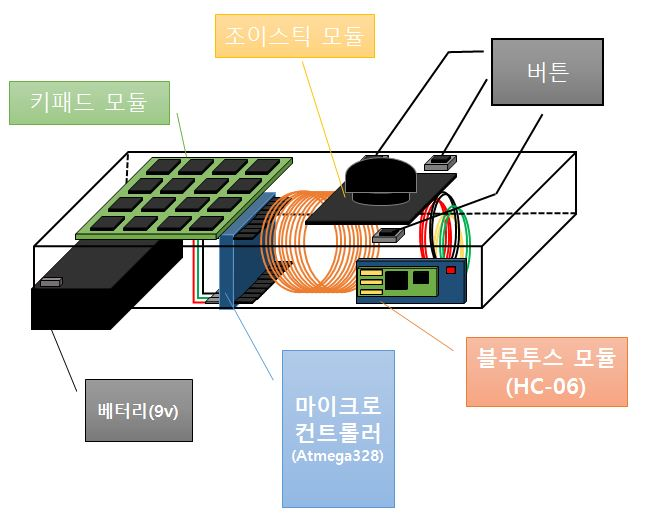 조이스틱 모듈
버튼
키패드 모듈
블루투스 모듈
(HC-06)
베터리(9v)
마이크로
컨트롤러
(Atmega328)